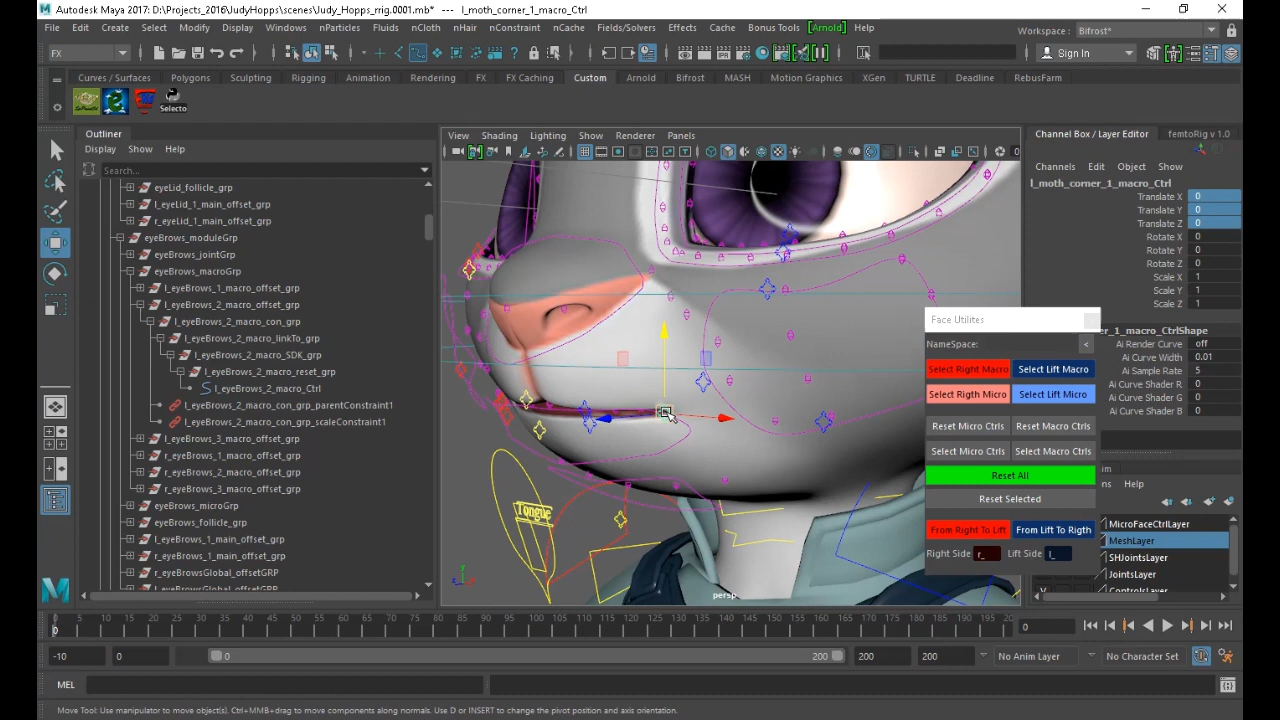 Autodesk Maya 2017: D:\Projects_2016\JudyHopps\scenes\Judy_Hopps_rig.0001.mb* --- l_moth_corner_1_macro_Ctrl
File Edit Create Select Modify Display Windows nParticles Fluids nCloth nHair nConstraint nCache Fields/Solvers Effects Cache Bonus Tools [Arnold] Help
Workspace: Bifrost*
FX
Sign In
Curves / Surfaces Polygons Sculpting Rigging Animation Rendering FX FX Caching Custom Arnold Bifrost MASH Motion Graphics XGen TURTLE Deadline RebusFarm
Selecto
Outliner
Display Show Help
Search...
eyeLid_follicle_grp
l_eyeLid_1_main_offset_grp
r_eyeLid_1_main_offset_grp
eyeBrows_moduleGrp
eyeBrows_jointGrp
eyeBrows_macroGrp
l_eyeBrows_1_macro_offset_grp
l_eyeBrows_2_macro_offset_grp
l_eyeBrows_2_macro_con_grp
l_eyeBrows_2_macro_linkTo_grp
l_eyeBrows_2_macro_SDK_grp
l_eyeBrows_2_macro_reset_grp
l_eyeBrows_2_macro_Ctrl
l_eyeBrows_2_macro_con_grp_parentConstraint1
l_eyeBrows_2_macro_con_grp_scaleConstraint1
l_eyeBrows_3_macro_offset_grp
r_eyeBrows_1_macro_offset_grp
r_eyeBrows_2_macro_offset_grp
r_eyeBrows_3_macro_offset_grp
eyeBrows_microGrp
eyeBrows_follicle_grp
l_eyeBrows_1_main_offset_grp
r_eyeBrows_1_main_offset_grp
r_eyeBrowsGlobal_offsetGRP
l_eyeBrowsGlobal_offsetGRP
View Shading Lighting Show Renderer Panels
0
Tongue
persp
Channel Box / Layer Editor femtoRig v 1.0
Channels Edit Object Show
l_moth_corner_1_macro_Ctrl
Translate X 0
Translate Y 0
Translate Z 0
Rotate X 0
Rotate Y 0
Rotate Z 0
Scale X 1
Scale Y 1
Scale Z 1
er_1_macro_CtrlShape
Ai Render Curve off
Ai Curve Width 0.01
Ai Sample Rate 5
Ai Curve Shader R 0
Ai Curve Shader G 0
Ai Curve Shader B 0
im
ns Help
MicroFaceCtrlLayer
MeshLayer
SHJointsLayer
JointsLayer
V ControlsLayer
Face Utilites
NameSpace: <
Select Right Macro Select Lift Macro
Select Rigth Micro Select Lift Micro
Reset Micro Ctrls Reset Macro Ctrls
Select Micro Ctrls Select Macro Ctrls
Reset All
Reset Selected
From Right To Lift From Lift To Rigth
Right Side r_ Lift Side l_
0 5 10 15 20 25 30 35 40 45 50 55 60 65 70 75 80 85 90 95 100 105 110 115 120 125 130 135 140 145 150 155 160 165 170 175 180 185 190 195 20
0
0
-10 0 0 200 200 200 No Anim Layer No Character Set
MEL
Move Tool: Use manipulator to move object(s). Ctrl+MMB+drag to move components along normals. Use D or INSERT to change the pivot position and axis orientation.